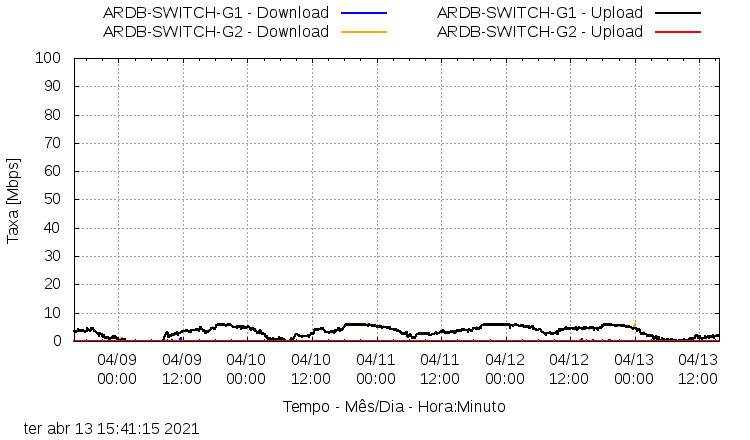 ARDB-SWITCH-G1 - Download
ARDB-SWITCH-G1 - Upload
ARDB-SWITCH-G2 - Download
ARDB-SWITCH-G2 - Upload
100
90
80
70
60
50
40
30
20
10
0
Taxa [Mbps]
04/09 04/09 04/10 04/10 04/11 04/11 04/12 04/12 04/13 04/13
00:00 12:00 00:00 12:00 00:00 12:00 00:00 12:00 00:00 12:00
Tempo - Mês/Dia - Hora:Minuto
ter abr 13 15:41:15 2021